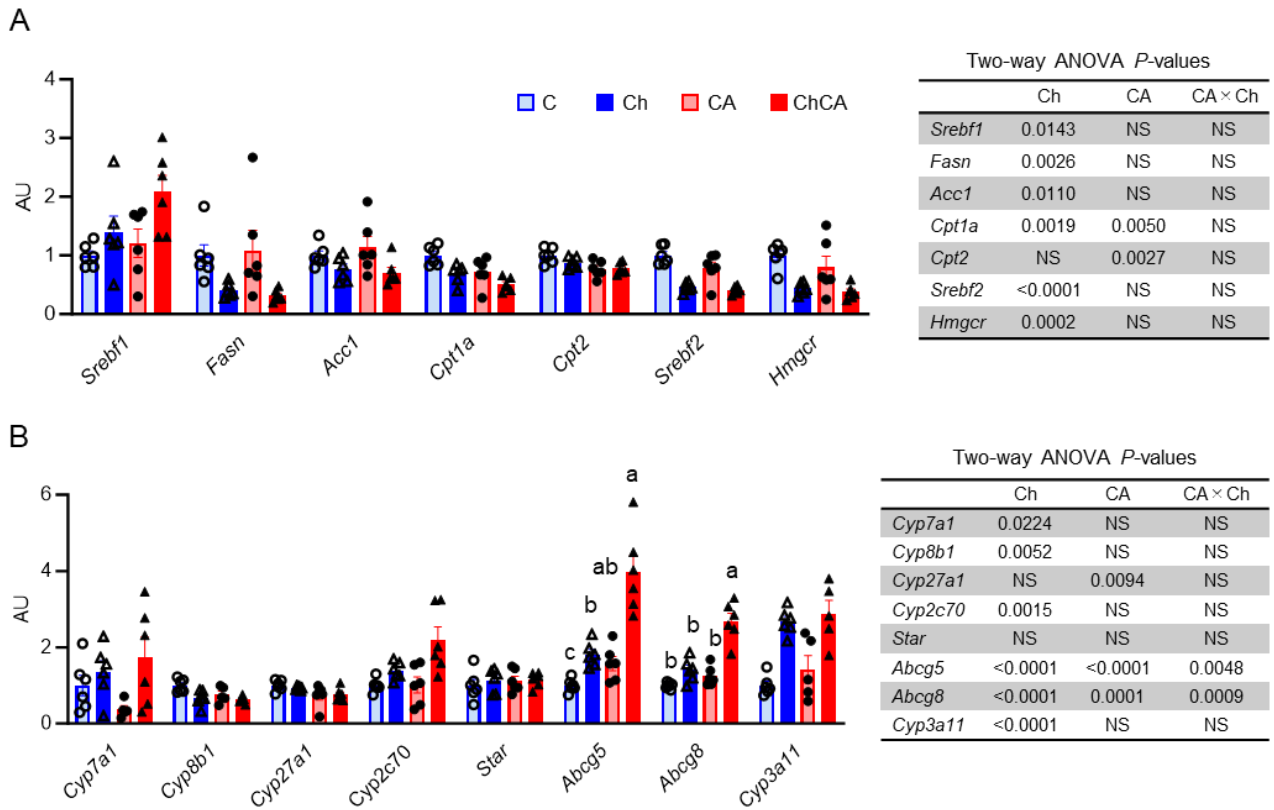 A
4
3
2
1
0
AU
C Ch CA ChCA
Srebf1 Fasn Acc1 Cpt1a Cpt2 Srebf2 Hmgcr
Two-way ANOVA P-values
Ch CA CA × Ch
Srebf1 0.0143 NS NS
Fasn 0.0026 NS NS
Acc1 0.0110 NS NS
Cpt1a 0.0019 0.0050 NS
Cpt2 NS 0.0027 NS
Srebf2 <0.0001 NS NS
Hmgcr 0.0002 NS NS
B
6
4
2
0
AU
c b ab a
b b b a
Cyp7a1 Cyp8b1 Cyp27a1 Cyp2c70 Star Abcg5 Abcg8 Cyp3a11
Two-way ANOVA P-values
Ch CA CA × Ch
Cyp7a1 0.0224 NS NS
Cyp8b1 0.0052 NS NS
Cyp27a1 NS 0.0094 NS
Cyp2c70 0.0015 NS NS
Star NS NS NS
Abcg5 <0.0001 <0.0001 0.0048
Abcg8 <0.0001 0.0001 0.0009
Cyp3a11 <0.0001 NS NS